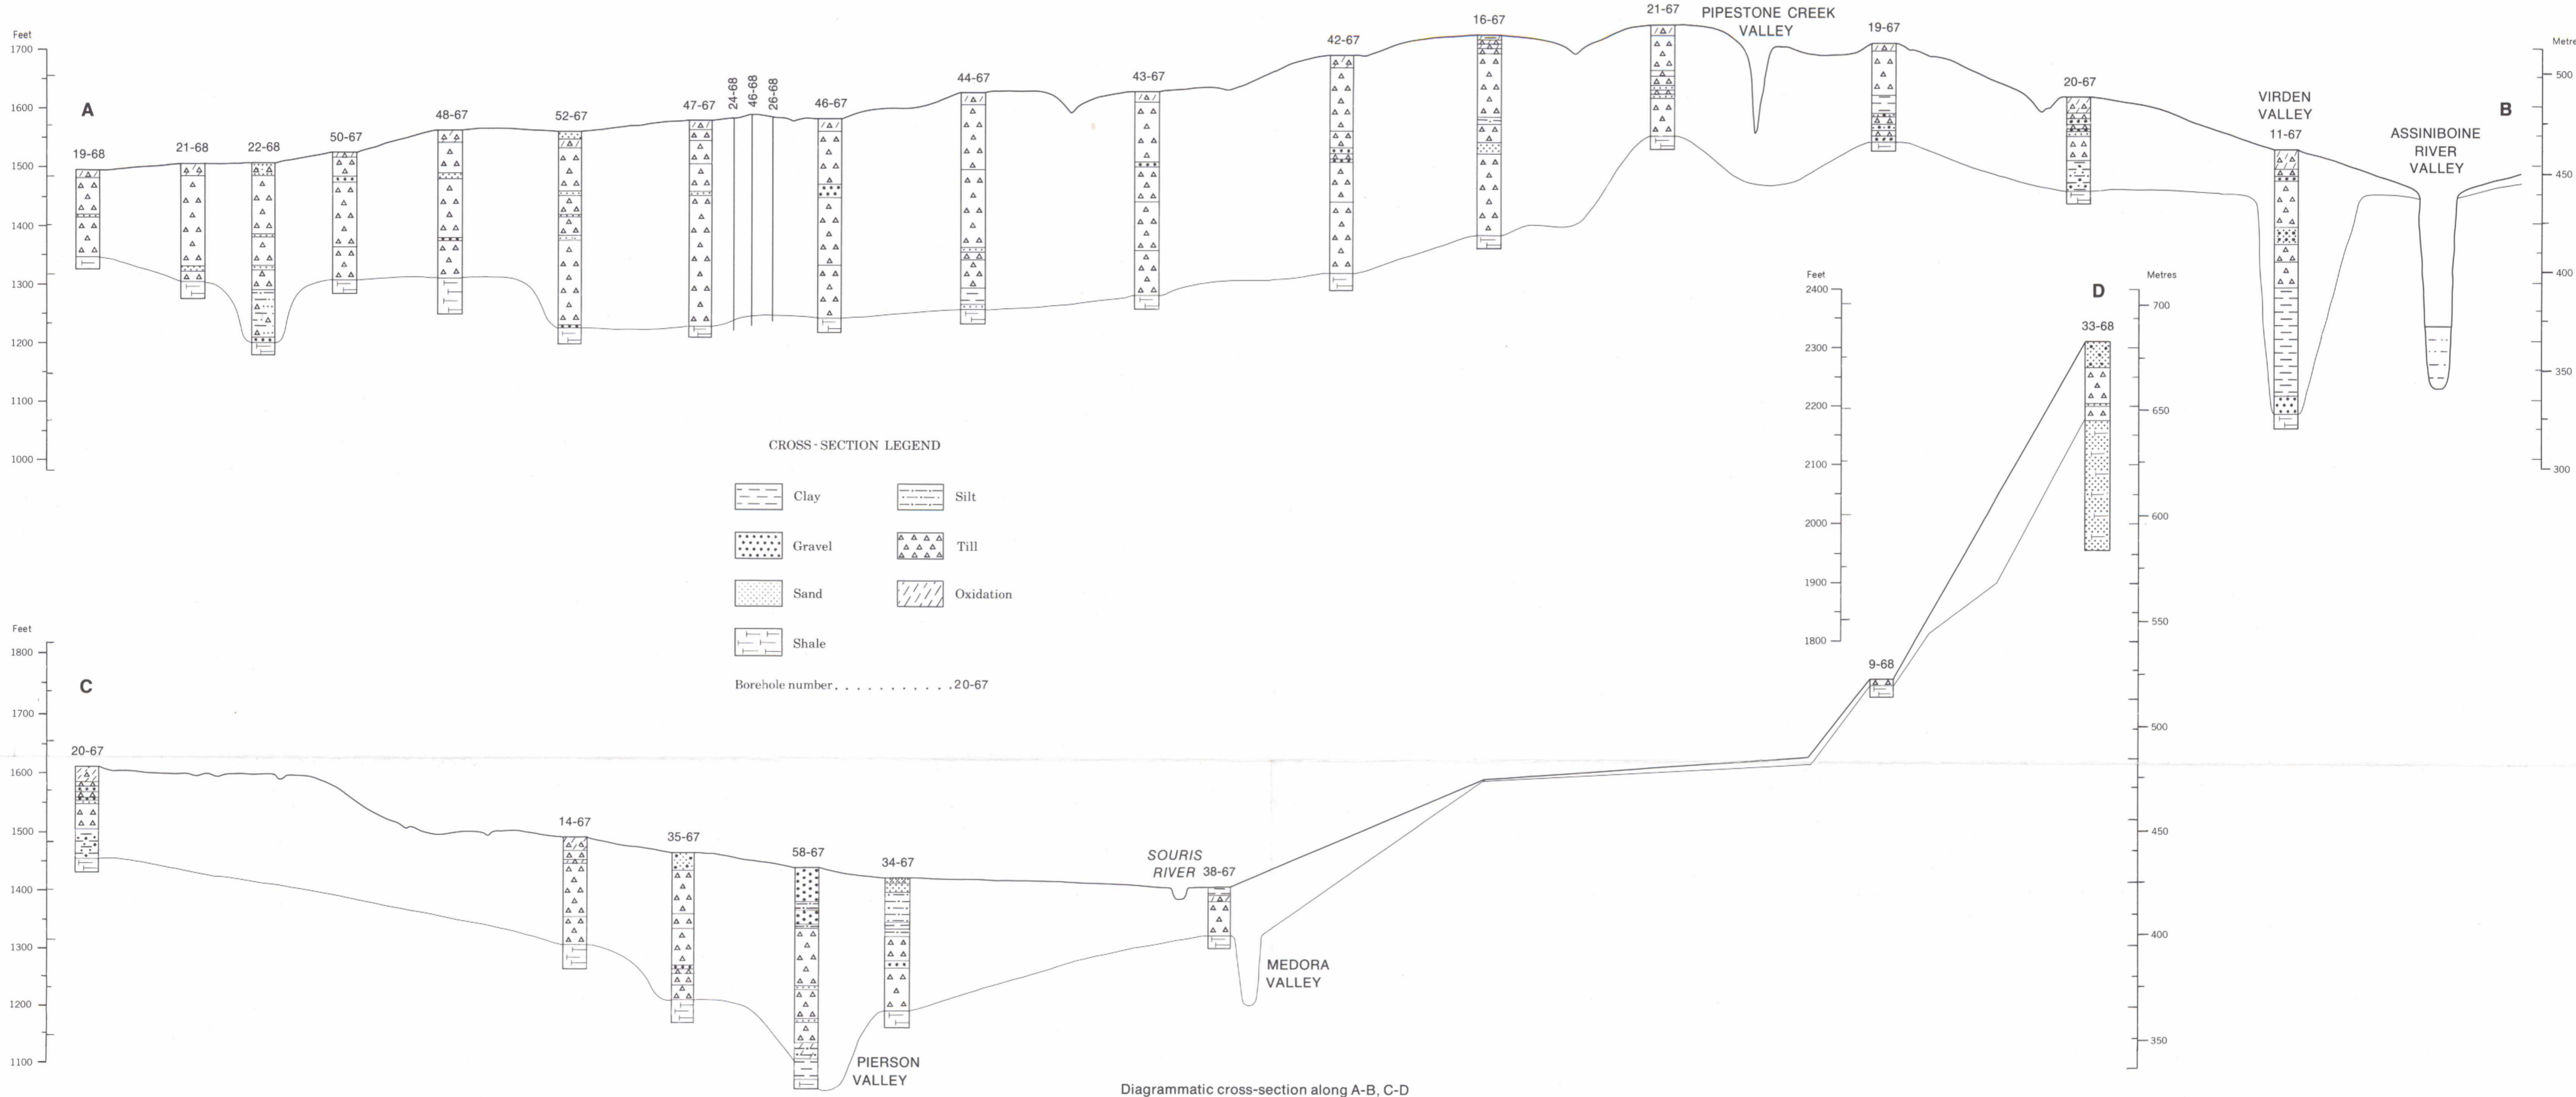 Feet
1700
1600
1500
1400
1300
1200
1100
1000
A
19-68
21-68
22-68
50-67
48-67
52-67
47-67
24-68
46-68
26-68
46-67
44-67
43-67
42-67
16-67
21-67
PIPESTONE CREEK
VALLEY
19-67
20-67
VIRDEN
VALLEY
11-67
ASSINIBOINE
RIVER
VALLEY
B
Metre
500
450
400
350
300
CROSS-SECTION LEGEND
Clay
Silt
Gravel
Till
Sand
Oxidation
Shale
Borehole number . . . . . . . . . . . 20-67
Feet
2400
2300
2200
2100
2000
1900
1800
D
33-68
9-68
Metres
700
650
600
550
500
450
400
350
Feet
1800
1700
1600
1500
1400
1300
1200
1100
C
20-67
14-67
35-67
58-67
34-67
PIERSON
VALLEY
SOURIS
RIVER
38-67
MEDORA
VALLEY
Diagrammatic cross-section along A-B, C-D